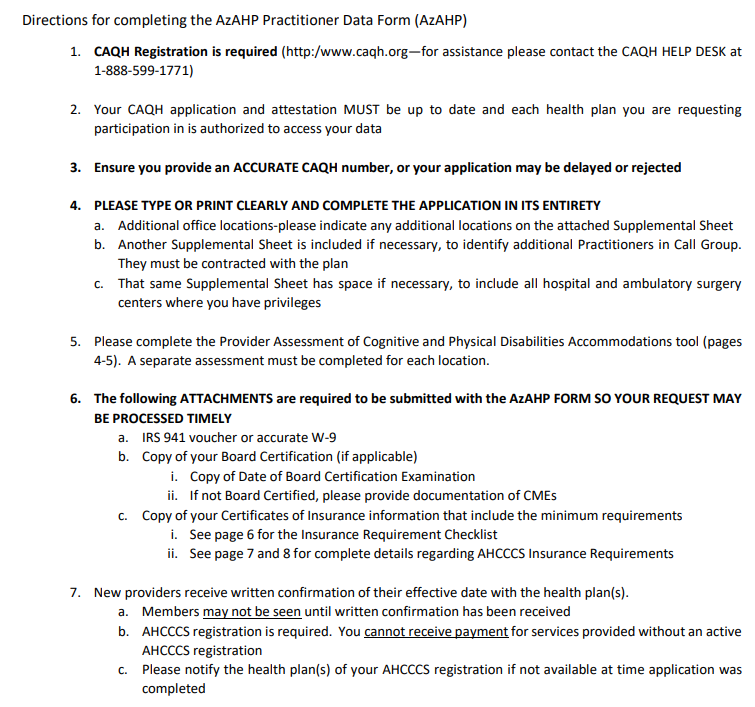 Directions for completing the AzAHP Practitioner Data Form (AzAHP)
1. CAQH Registration is required (http:/www.caqh.org—for assistance please contact the CAQH HELP DESK at
1-888-599-1771)
2. Your CAQH application and attestation MUST be up to date and each health plan you are requesting
participation in is authorized to access your data
3. Ensure you provide an ACCURATE CAQH number, or your application may be delayed or rejected
4. PLEASE TYPE OR PRINT CLEARLY AND COMPLETE THE APPLICATION IN ITS ENTIRETY
a. Additional office locations-please indicate any additional locations on the attached Supplemental Sheet
b. Another Supplemental Sheet is included if necessary, to identify additional Practitioners in Call Group.
They must be contracted with the plan
c. That same Supplemental Sheet has space if necessary, to include all hospital and ambulatory surgery
centers where you have privileges
5. Please complete the Provider Assessment of Cognitive and Physical Disabilities Accommodations tool (pages
4-5). A separate assessment must be completed for each location.
6. The following ATTACHMENTS are required to be submitted with the AzAHP FORM SO YOUR REQUEST MAY
BE PROCESSED TIMELY
a. IRS 941 voucher or accurate W-9
b. Copy of your Board Certification (if applicable)
i. Copy of Date of Board Certification Examination
ii. If not Board Certified, please provide documentation of CMEs
c. Copy of your Certificates of Insurance information that include the minimum requirements
i. See page 6 for the Insurance Requirement Checklist
ii. See page 7 and 8 for complete details regarding AHCCCS Insurance Requirements
7. New providers receive written confirmation of their effective date with the health plan(s).
a. Members may not be seen until written confirmation has been received
b. AHCCCS registration is required. You cannot receive payment for services provided without an active
AHCCCS registration
c. Please notify the health plan(s) of your AHCCCS registration if not available at time application was
completed